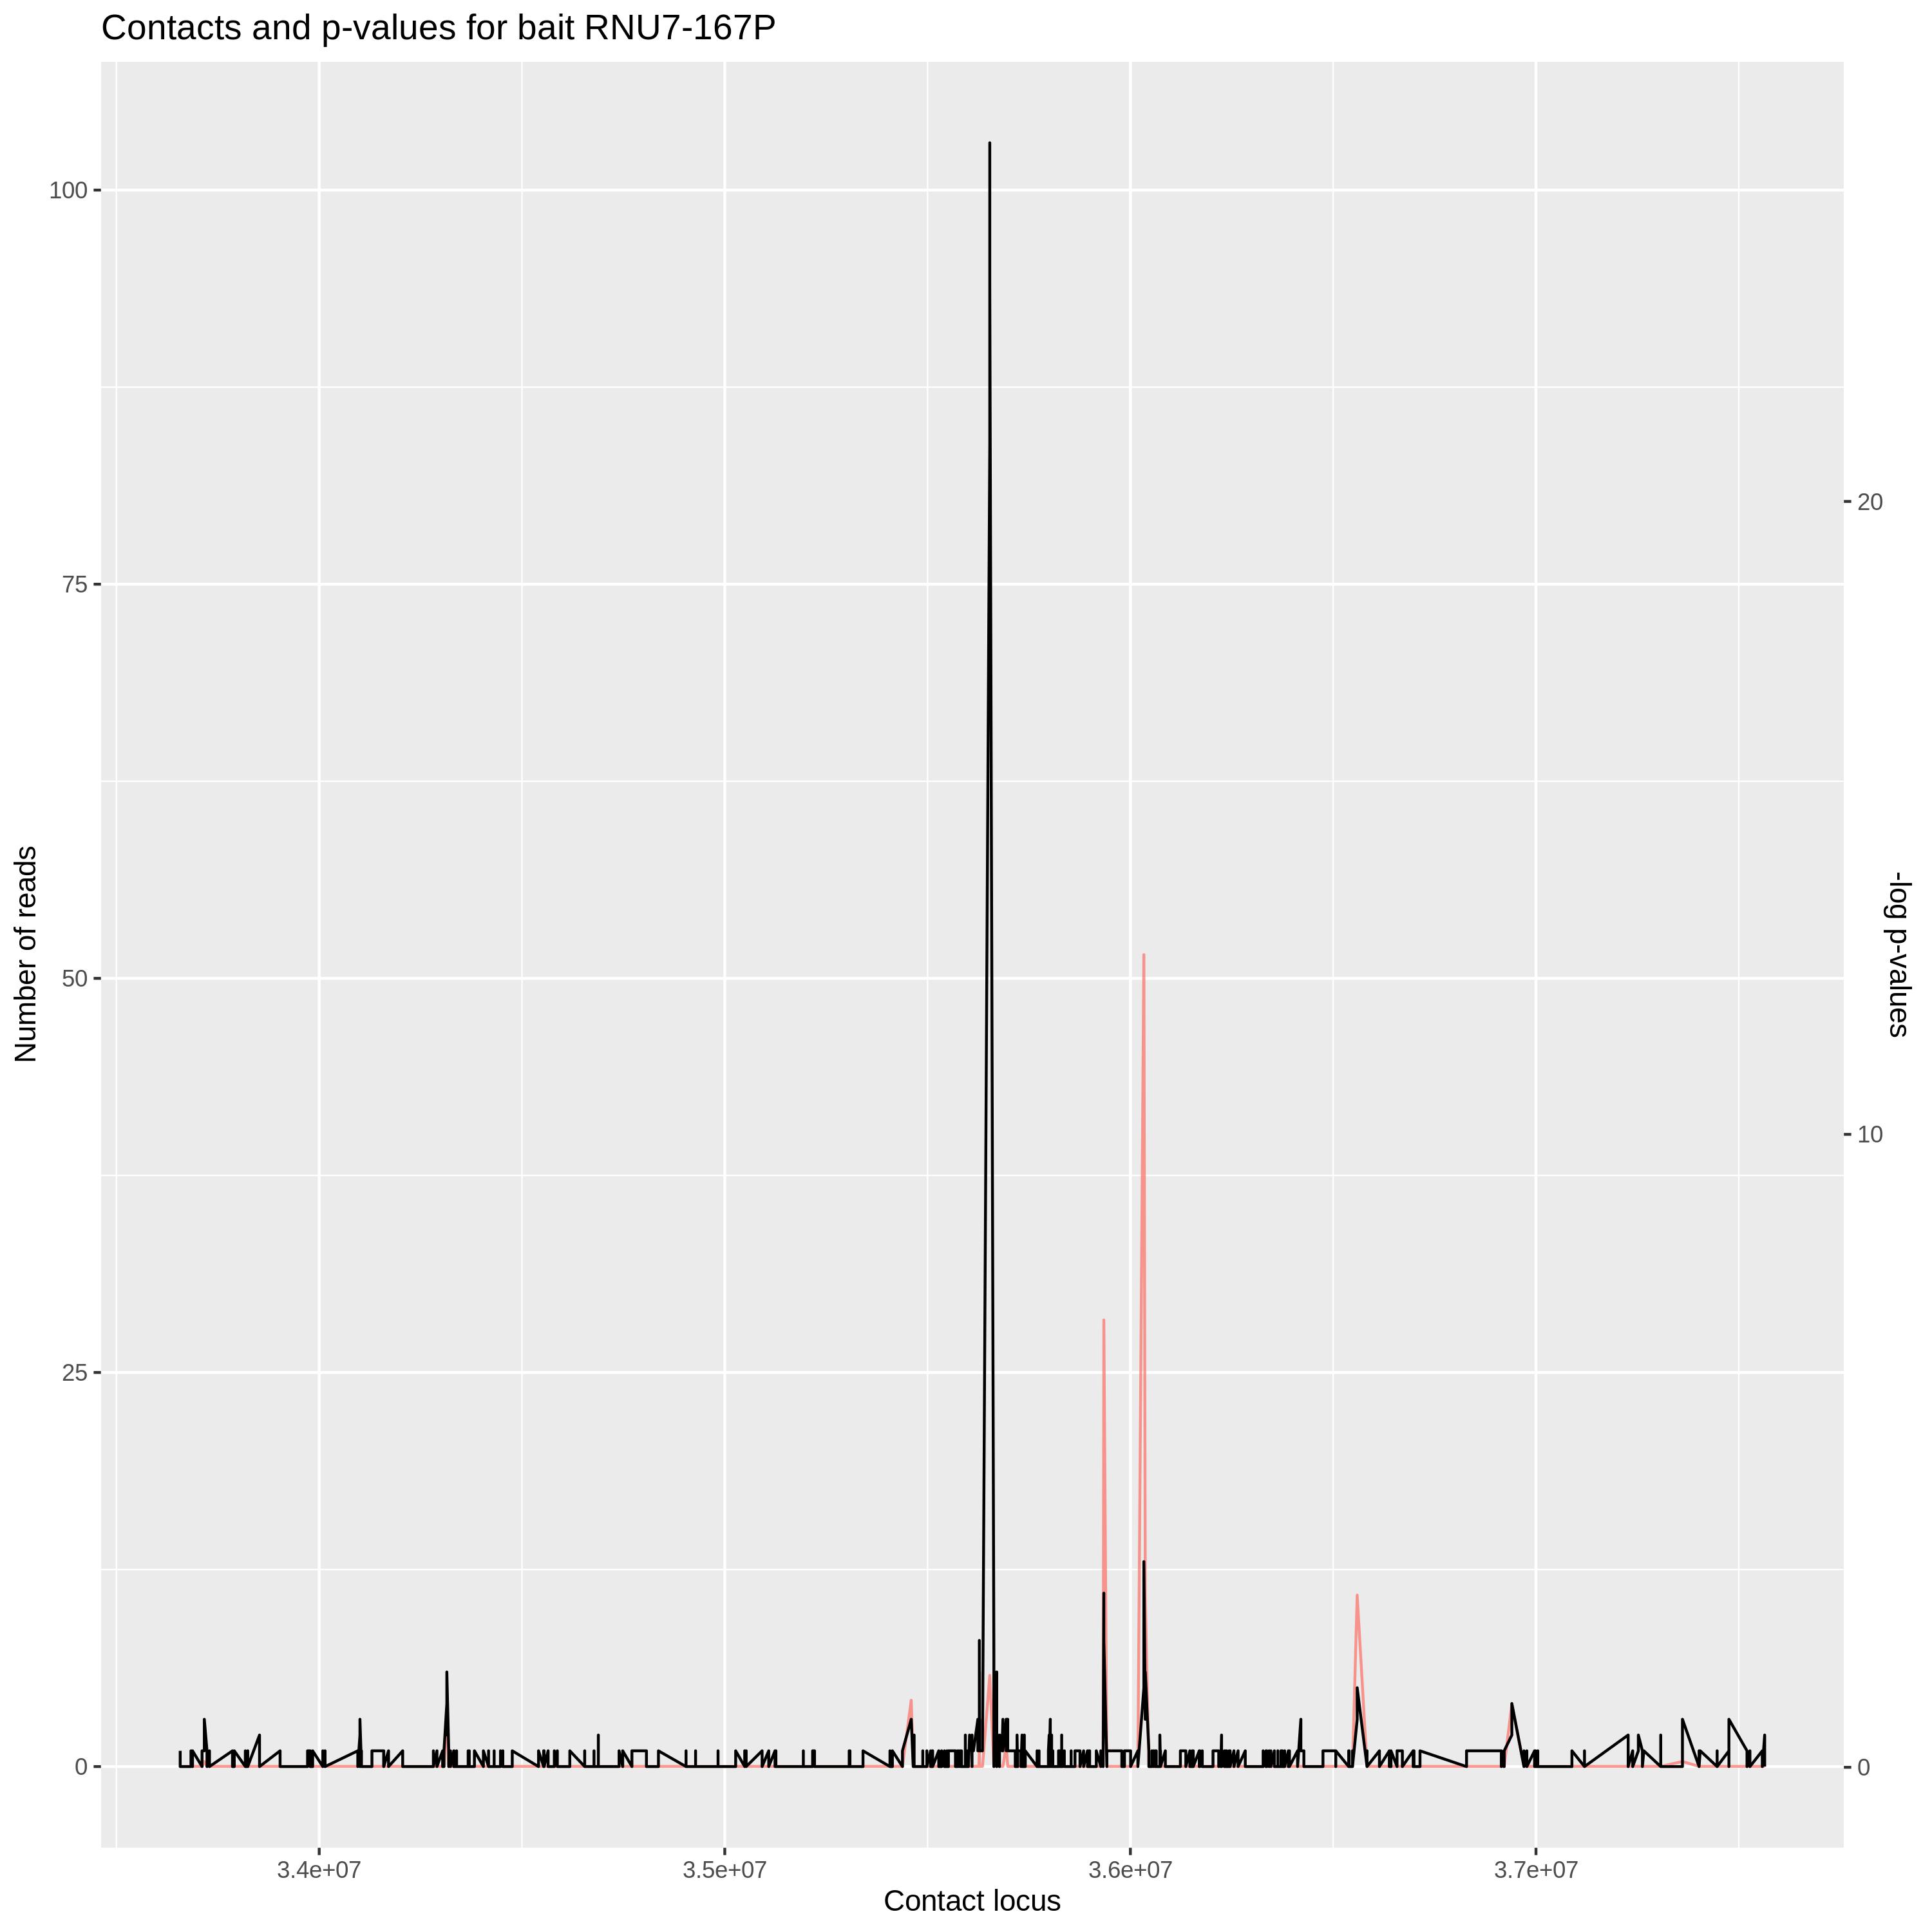 Contacts and p-values for bait RNU7-167P
100
75
50
25
0
Number of reads
20
10
0
-log p-values
3.4e+07
3.5e+07
3.6e+07
3.7e+07
Contact locus